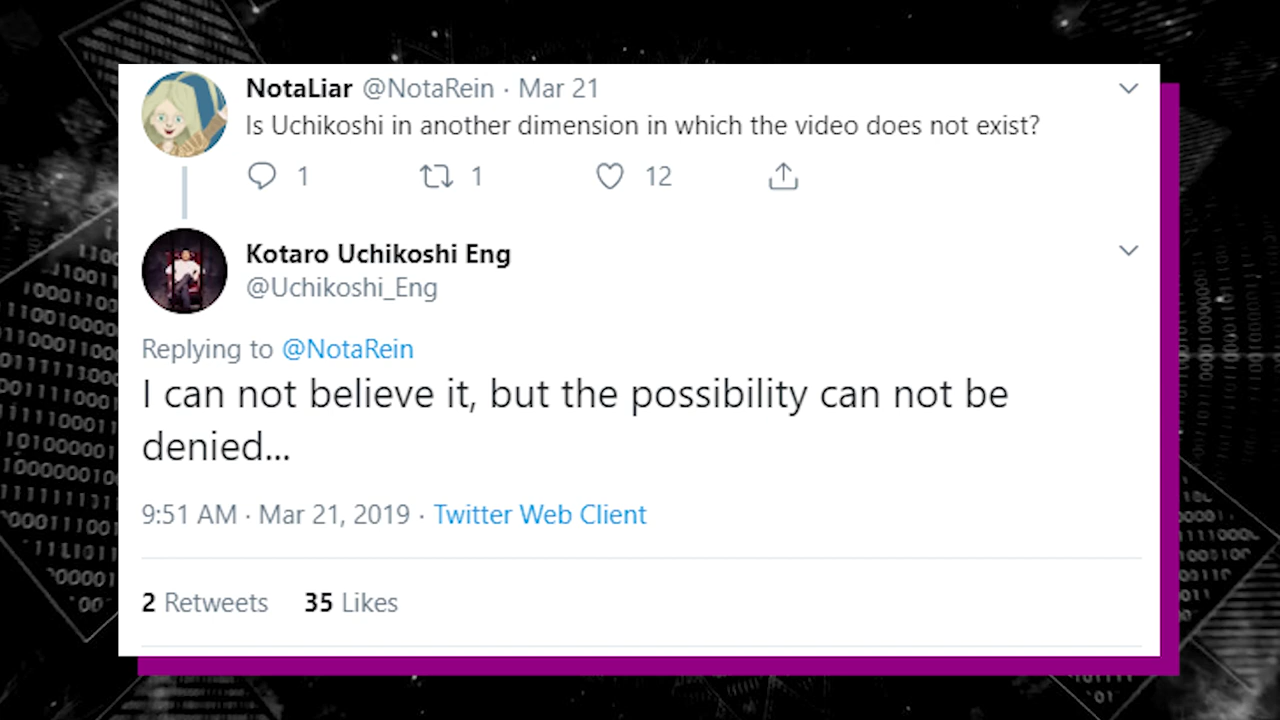 NotaLiar @NotaRein · Mar 21
Is Uchikoshi in another dimension in which the video does not exist?
1 1 12
Kotaro Uchikoshi Eng
@Uchikoshi_Eng
Replying to @NotaRein
I can not believe it, but the possibility can not be
denied...
9:51 AM · Mar 21, 2019 · Twitter Web Client
2 Retweets 35 Likes